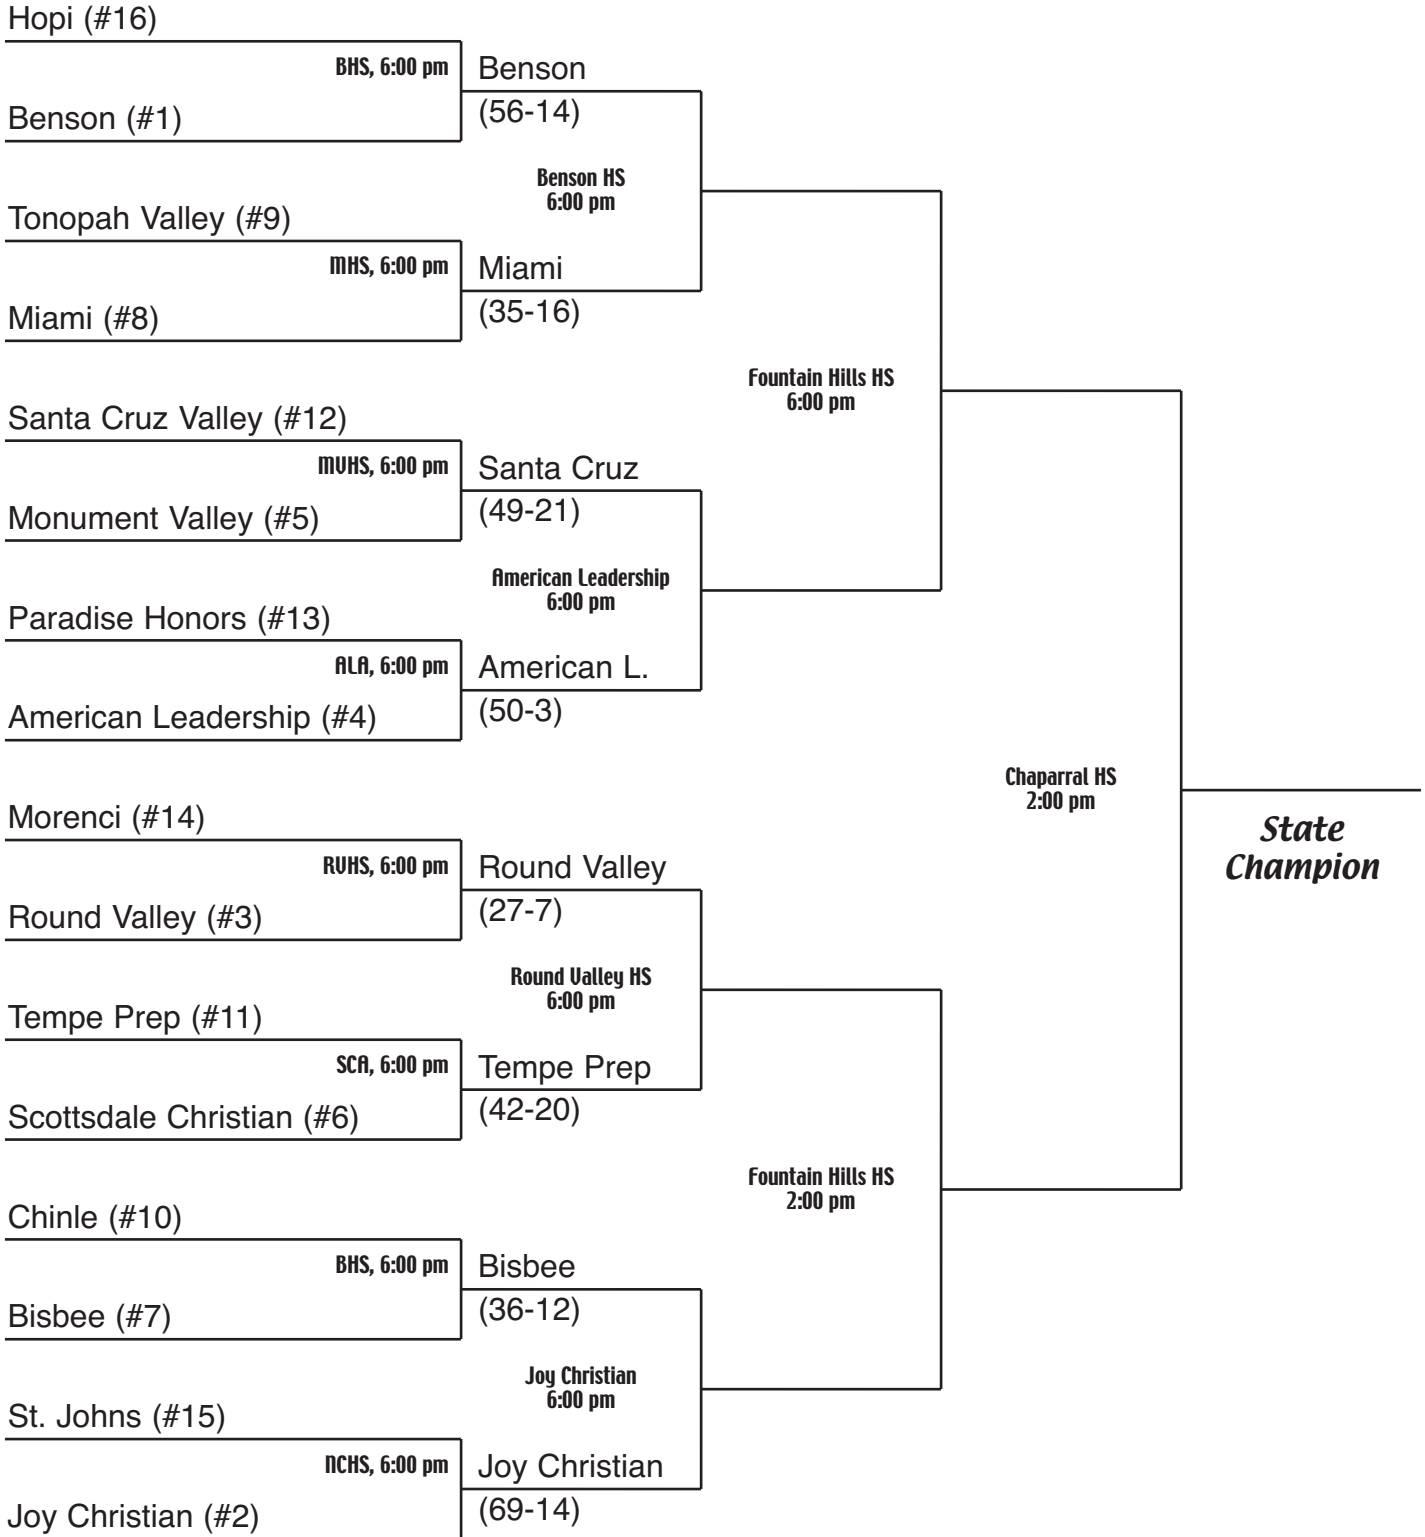 Hopi (#16)
BHS, 6:00 pm
Benson (#1)
Benson
(56-14)
Benson HS
6:00 pm
Tonopah Valley (#9)
MHS, 6:00 pm
Miami (#8)
Miami
(35-16)
Fountain Hills HS
6:00 pm
Santa Cruz Valley (#12)
MVHS, 6:00 pm
Monument Valley (#5)
Santa Cruz
(49-21)
American Leadership
6:00 pm
Paradise Honors (#13)
ALA, 6:00 pm
American Leadership (#4)
American L.
(50-3)
Chaparral HS
2:00 pm
State
Champion
Morenci (#14)
RVHS, 6:00 pm
Round Valley (#3)
Round Valley
(27-7)
Round Valley HS
6:00 pm
Tempe Prep (#11)
SCA, 6:00 pm
Scottsdale Christian (#6)
Tempe Prep
(42-20)
Fountain Hills HS
2:00 pm
Chinle (#10)
BHS, 6:00 pm
Bisbee (#7)
Bisbee
(36-12)
Joy Christian
6:00 pm
St. Johns (#15)
NCHS, 6:00 pm
Joy Christian (#2)
Joy Christian
(69-14)